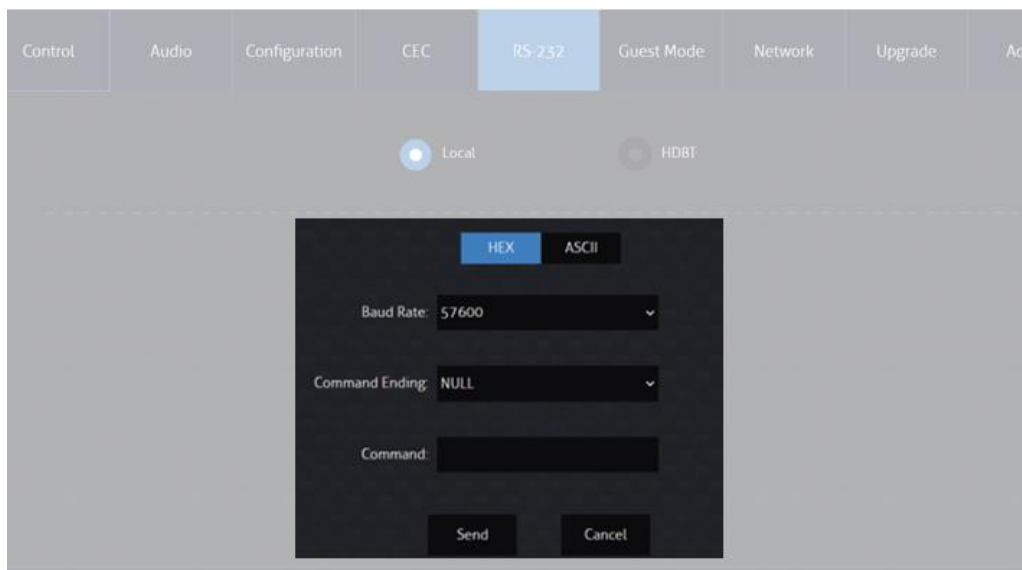 Control Audio Configuration CEC RS-232 Guest Mode Network Upgrade Ac
Local HDBT
HEX ASCII
Baud Rate: 57600
Command Ending: NULL
Command:
Send Cancel